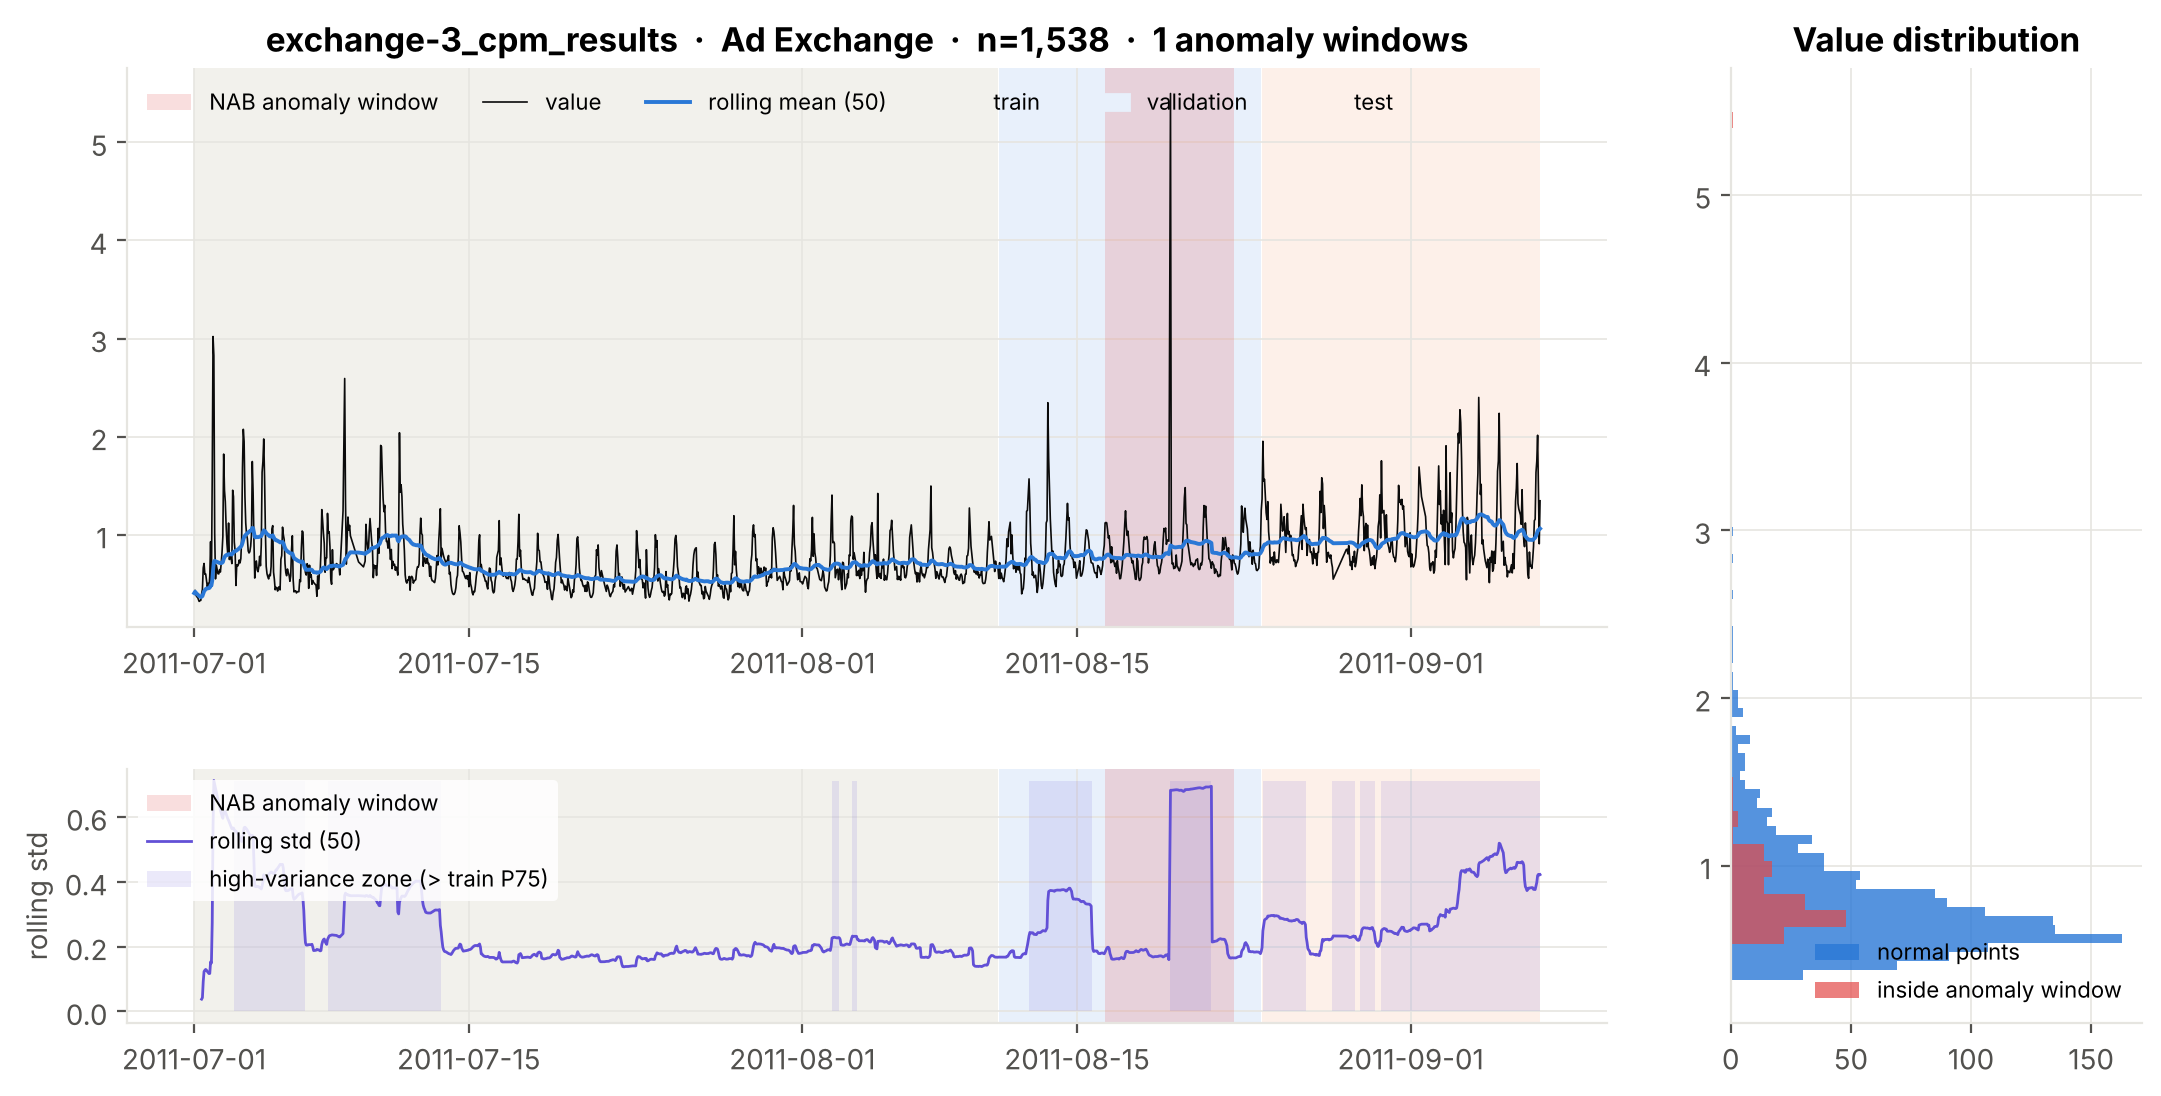 exchange-3_cpm_results · Ad Exchange · n=1,538 · 1 anomaly windows
NAB anomaly window
value
rolling mean (50)
train
validation
test
5
4
3
2
1
2011-07-01
2011-07-15
2011-08-01
2011-08-15
2011-09-01
rolling std
0.6
0.4
0.2
0.0
NAB anomaly window
rolling std (50)
high-variance zone (> train P75)
2011-07-01
2011-07-15
2011-08-01
2011-08-15
2011-09-01
Value distribution
5
4
3
2
1
normal points
inside anomaly window
0
50
100
150